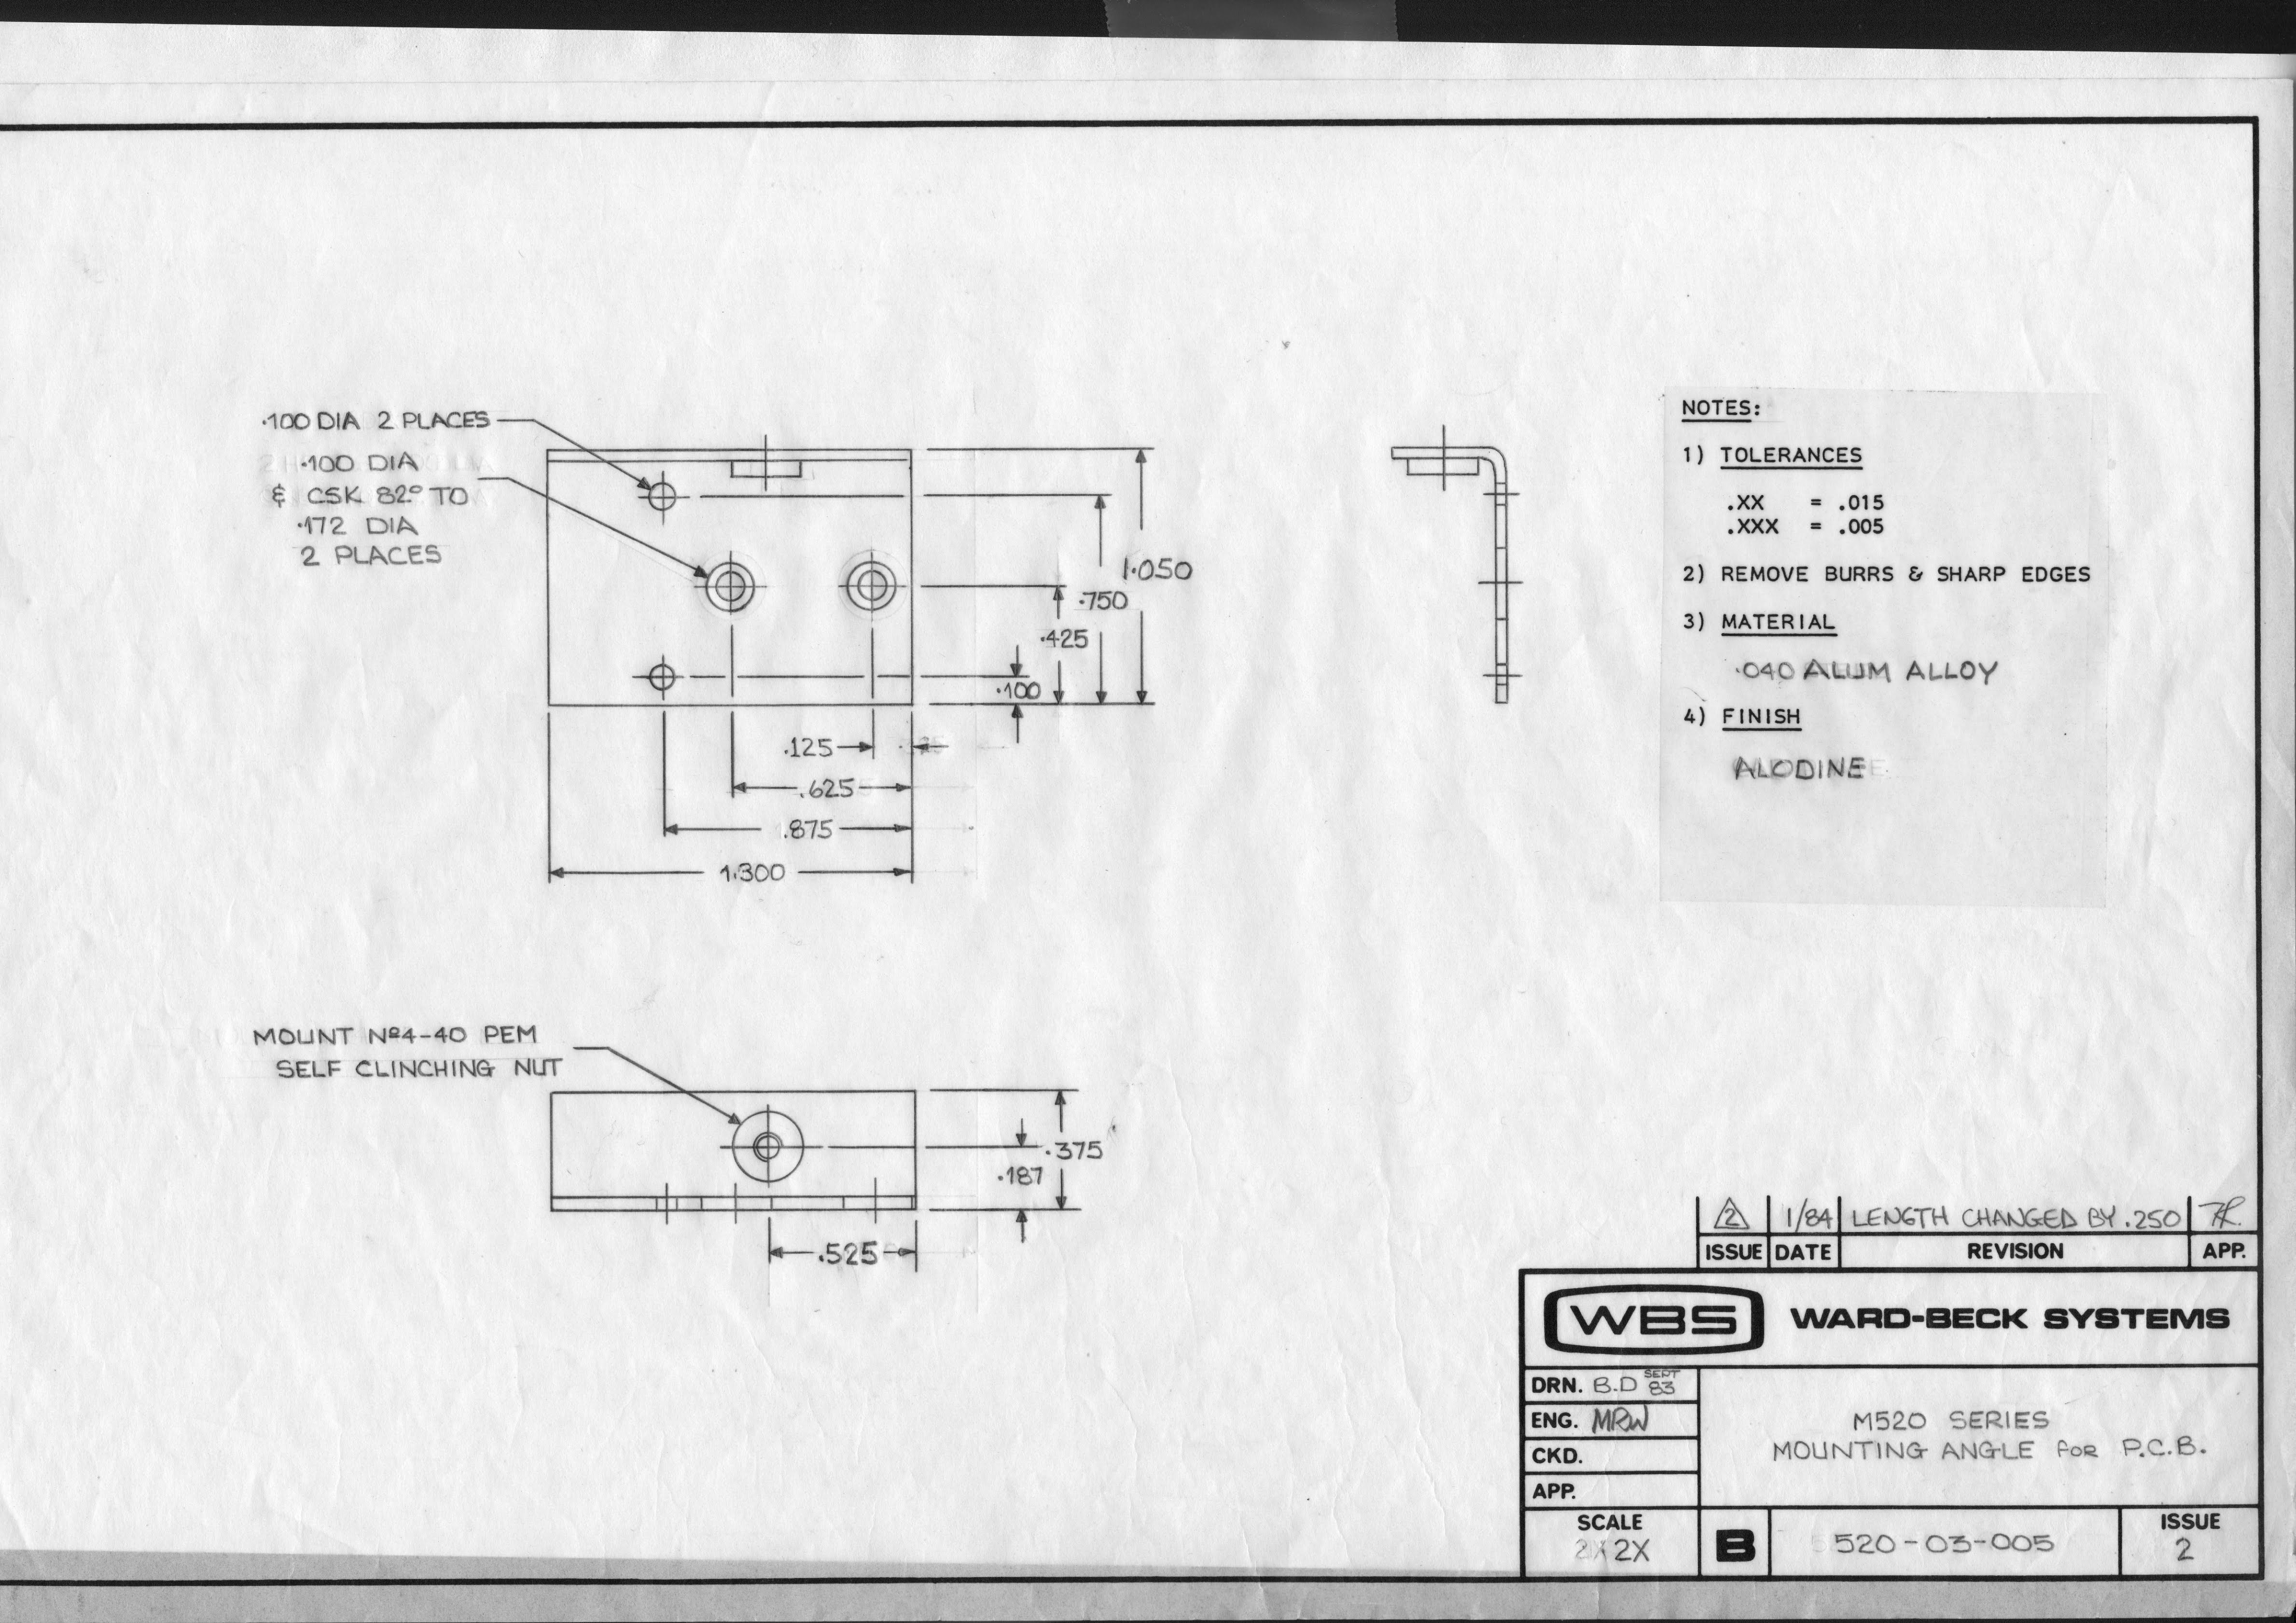 .100 DIA 2 PLACES
.100 DIA
& CSK 82° TO
.172 DIA
2 PLACES
1.050
.750
.425
.100
.125
.625
.875
1.300
NOTES:
1) TOLERANCES
.XX = .015
.XXX = .005
2) REMOVE BURRS & SHARP EDGES
3) MATERIAL
.040 ALUM ALLOY
4) FINISH
ALODINE
MOUNT Nº4-40 PEM
SELF CLINCHING NUT
.375
.187
.525
2 1/84 LENGTH CHANGED BY .250
ISSUE DATE REVISION APP.
WBS WARD-BECK SYSTEMS
DRN. B.D SEPT 83
ENG. MRW
CKD.
APP.
M520 SERIES
MOUNTING ANGLE FOR P.C.B.
SCALE
2X
B
520-03-005
ISSUE
2